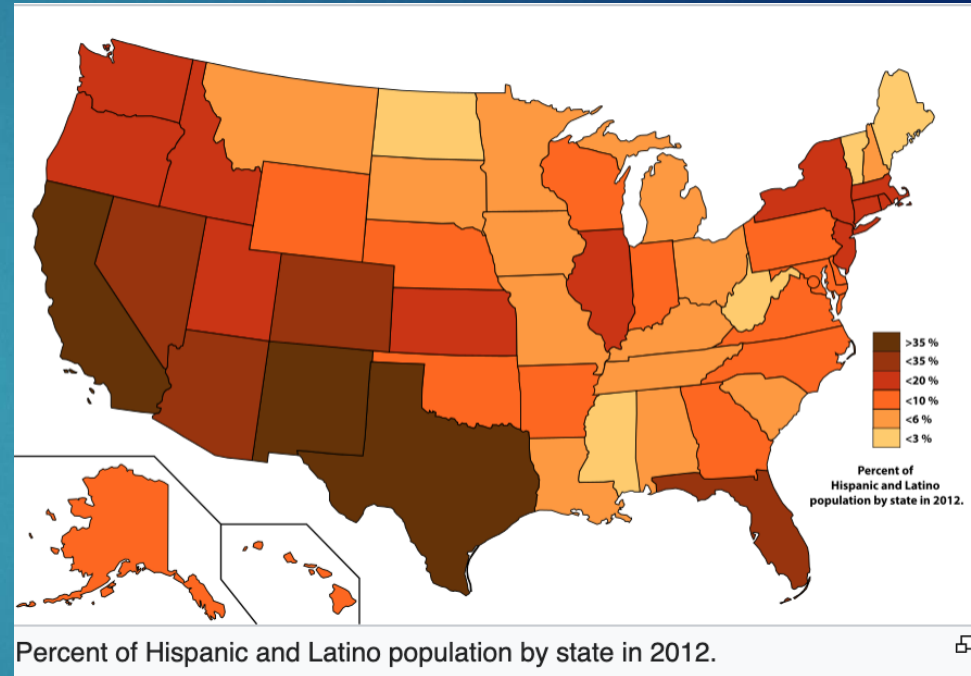 >35 %
<35 %
<20 %
<10 %
<6 %
<3 %
Percent of
Hispanic and Latino
population by state in 2012.
Percent of Hispanic and Latino population by state in 2012.